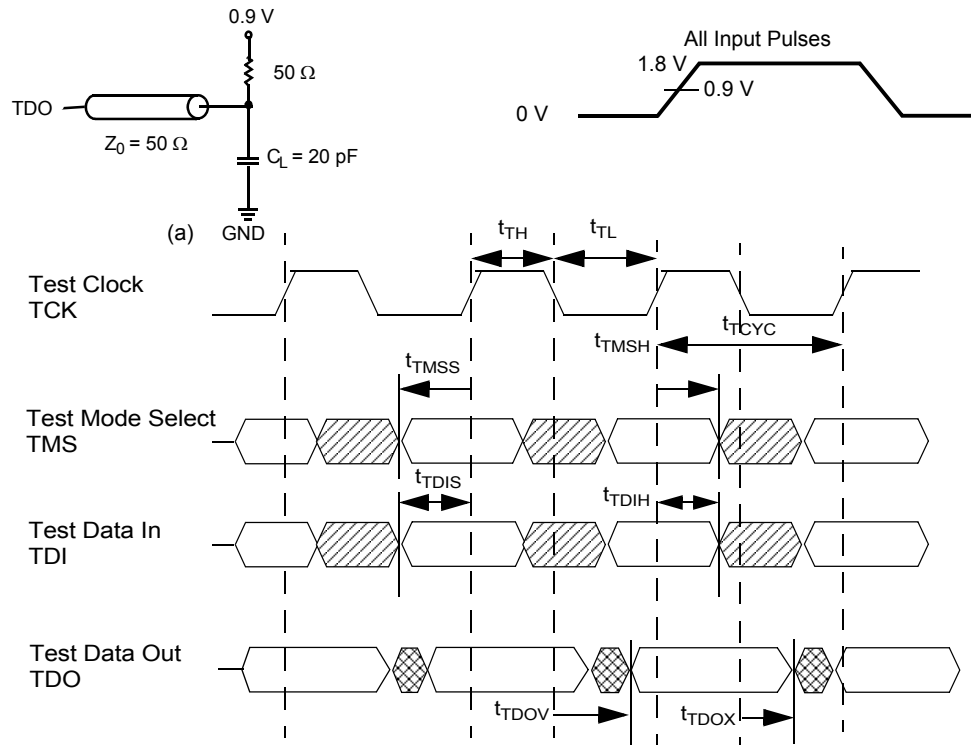 0.9 V
50 Ω
TDO
Z0 = 50 Ω
CL = 20 pF
(a)
GND
All Input Pulses
1.8 V
0.9 V
0 V
tTH
tTL
Test Clock
TCK
tTCYC
tTMSH
tTMSS
Test Mode Select
TMS
tTDIS
tTDIH
Test Data In
TDI
Test Data Out
TDO
tTDOV
tTDOX